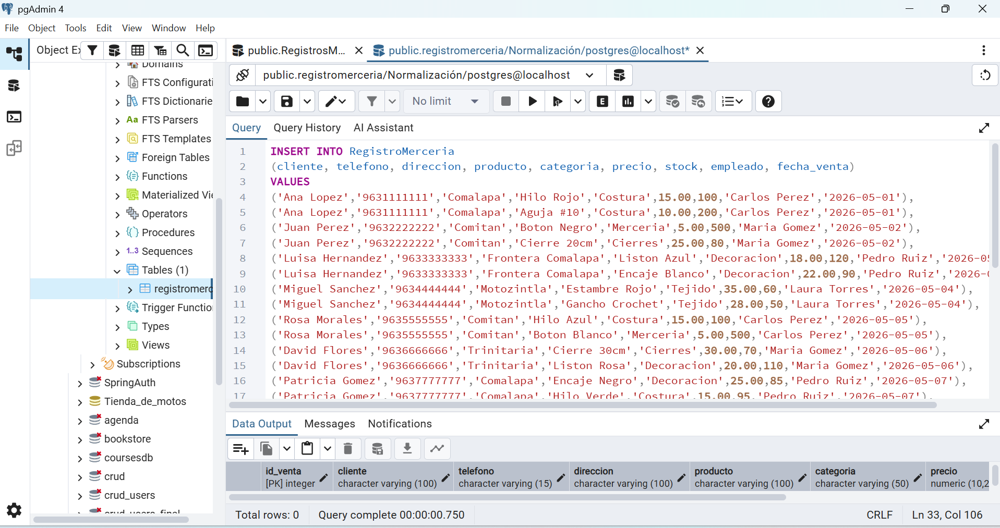 pgAdmin 4
File Object Tools Edit View Window Help
Object Ex
public.RegistrosM... public.registromerceria/Normalización/postgres@localhost*
public.registromerceria/Normalización/postgres@localhost
No limit
Query Query History AI Assistant
Domains
FTS Configurati
FTS Dictionarie
FTS Parsers
FTS Templates
Foreign Tables
Functions
Materialized Vie
Operators
Procedures
1..3 Sequences
Tables (1)
registromerc
Trigger Functio
Types
Views
Subscriptions
SpringAuth
Tienda_de_motos
agenda
bookstore
coursesdb
crud
crud_users
crud_users_final
1 INSERT INTO RegistroMerceria
2 (cliente, telefono, direccion, producto, categoria, precio, stock, empleado, fecha_venta)
3 VALUES
4 ('Ana Lopez','9631111111','Comalapa','Hilo Rojo','Costura',15.00,100,'Carlos Perez','2026-05-01'),
5 ('Ana Lopez','9631111111','Comalapa','Aguja #10','Costura',10.00,200,'Carlos Perez','2026-05-01'),
6 ('Juan Perez','9632222222','Comitan','Boton Negro','Merceria',5.00,500,'Maria Gomez','2026-05-02'),
7 ('Juan Perez','9632222222','Comitan','Cierre 20cm','Cierres',25.00,80,'Maria Gomez','2026-05-02'),
8 ('Luisa Hernandez','9633333333','Frontera Comalapa','Liston Azul','Decoracion',18.00,120,'Pedro Ruiz','2026-05
9 ('Luisa Hernandez','9633333333','Frontera Comalapa','Encaje Blanco','Decoracion',22.00,90,'Pedro Ruiz','2026-0
10 ('Miguel Sanchez','9634444444','Motozintla','Estambre Rojo','Tejido',35.00,60,'Laura Torres','2026-05-04'),
11 ('Miguel Sanchez','9634444444','Motozintla','Gancho Crochet','Tejido',28.00,50,'Laura Torres','2026-05-04'),
12 ('Rosa Morales','9635555555','Comitan','Hilo Azul','Costura',15.00,100,'Carlos Perez','2026-05-05'),
13 ('Rosa Morales','9635555555','Comitan','Boton Blanco','Merceria',5.00,500,'Carlos Perez','2026-05-05'),
14 ('David Flores','9636666666','Trinitaria','Cierre 30cm','Cierres',30.00,70,'Maria Gomez','2026-05-06'),
15 ('David Flores','9636666666','Trinitaria','Liston Rosa','Decoracion',20.00,110,'Maria Gomez','2026-05-06'),
16 ('Patricia Gomez','9637777777','Comalapa','Encaje Negro','Decoracion',25.00,85,'Pedro Ruiz','2026-05-07'),
17 ('Patricia Gomez','9637777777','Comalapa','Hilo Verde','Costura',15.00,95,'Pedro Ruiz','2026-05-07'),
Data Output Messages Notifications
id_venta cliente telefono direccion producto categoria precio
[PK] integer character varying (100) character varying (15) character varying (100) character varying (100) character varying (50) numeric (10,2
Total rows: 0 Query complete 00:00:00.750 CRLF Ln 33, Col 106